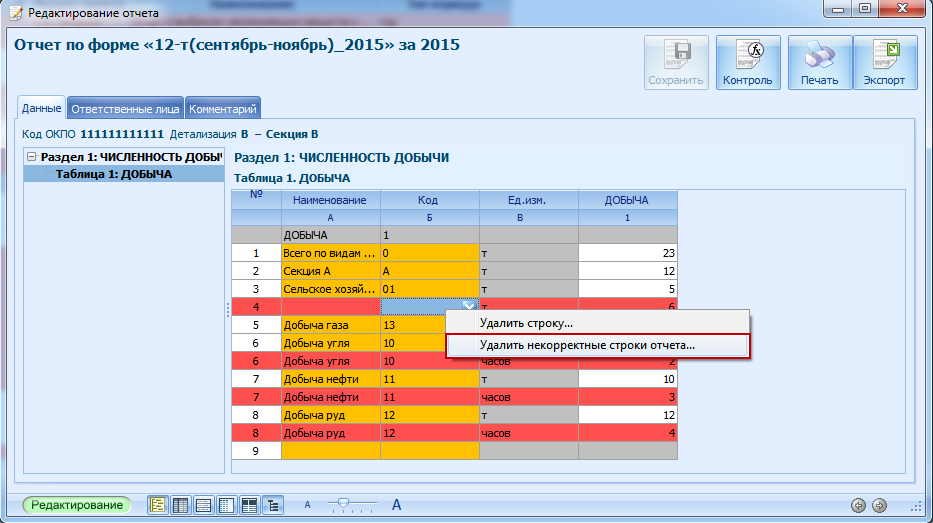 Редактирование отчета
Отчет по форме «12-т(сентябрь-ноябрь)_2015» за 2015
Сохранить Контроль Печать Экспорт
Данные Ответственные лица Комментарий
Код ОКПО 111111111111 Детализация B – Секция B
Раздел 1: ЧИСЛЕННОСТЬ ДОБЫЧ
Таблица 1: ДОБЫЧА
Раздел 1: ЧИСЛЕННОСТЬ ДОБЫЧИ
Таблица 1. ДОБЫЧА
№ Наименование Код Ед.изм. ДОБЫЧА
А Б В 1
ДОБЫЧА 1
1 Всего по видам ... 0 т 23
2 Секция А А т 12
3 Сельское хозяй... 01 т 5
4 т 6
5 Добыча газа 13
6 Добыча угля 10
6 Добыча угля 10 часов 2
7 Добыча нефти 11 т 10
7 Добыча нефти 11 часов 3
8 Добыча руд 12 т 12
8 Добыча руд 12 часов 4
9
Удалить строку...
Удалить некорректные строки отчета...
Редактирование
A A